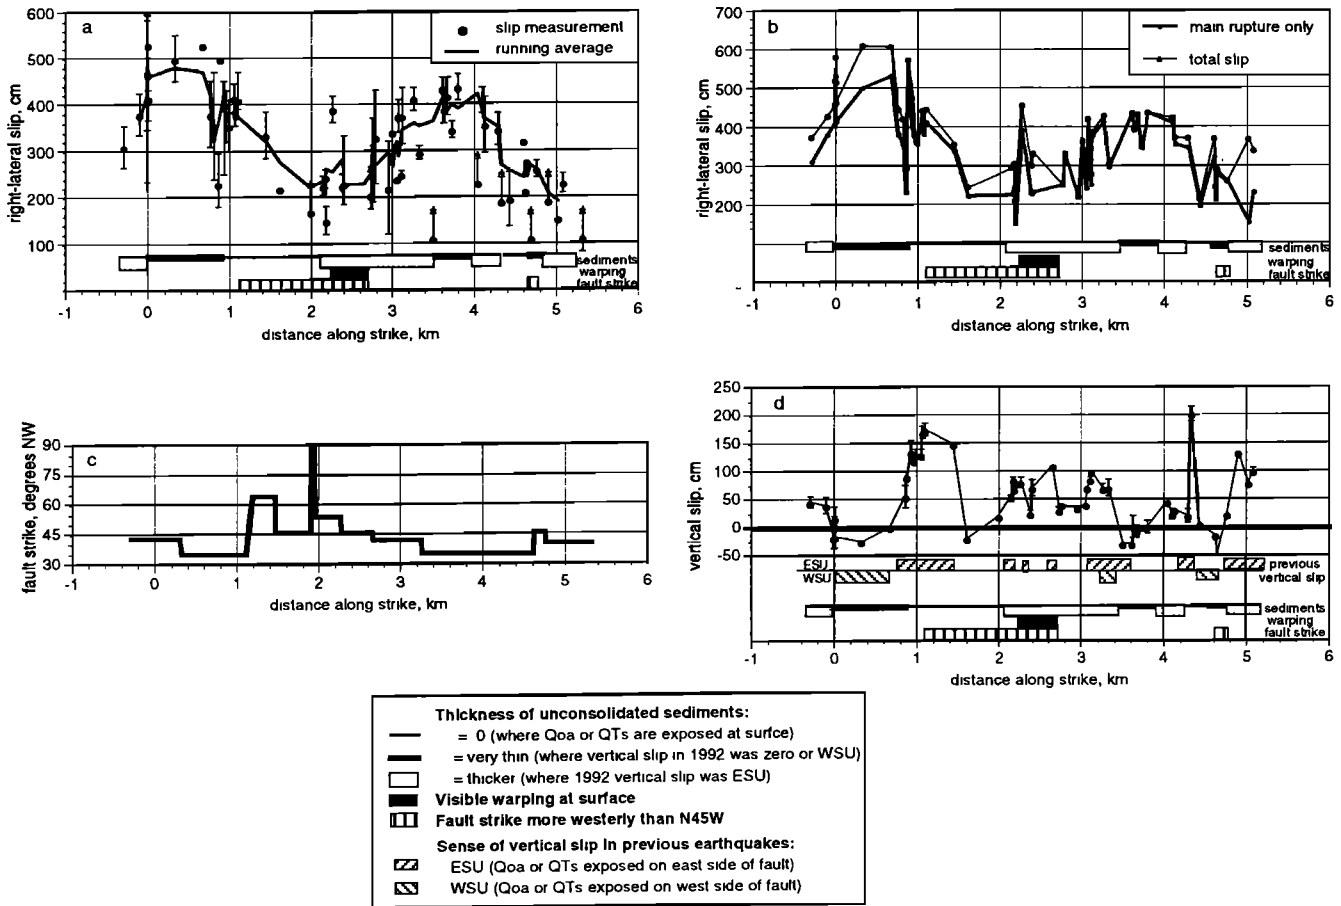 a
slip measurement
running average
600
500
400
300
200
100
right-lateral slip, cm
sediments
warping
fault strike
-1 0 1 2 3 4 5 6
distance along strike, km
b
main rupture only
total slip
700
600
500
400
300
200
right-lateral slip, cm
sediments
warping
fault strike
-1 0 1 2 3 4 5 6
distance along strike, km
c
90
75
60
45
30
fault strike, degrees NW
-1 0 1 2 3 4 5 6
distance along strike, km
d
250
200
150
100
50
0
-50
vertical slip, cm
ESU
WSU
previous
vertical slip
sediments
warping
fault strike
-1 0 1 2 3 4 5 6
distance along strike, km
Thickness of unconsolidated sediments:
= 0 (where Qoa or QTs are exposed at surfce)
= very thin (where vertical slip in 1992 was zero or WSU)
= thicker (where 1992 vertical slip was ESU)
Visible warping at surface
Fault strike more westerly than N45W
Sense of vertical slip in previous earthquakes:
ESU (Qoa or QTs exposed on east side of fault)
WSU (Qoa or QTs exposed on west side of fault)